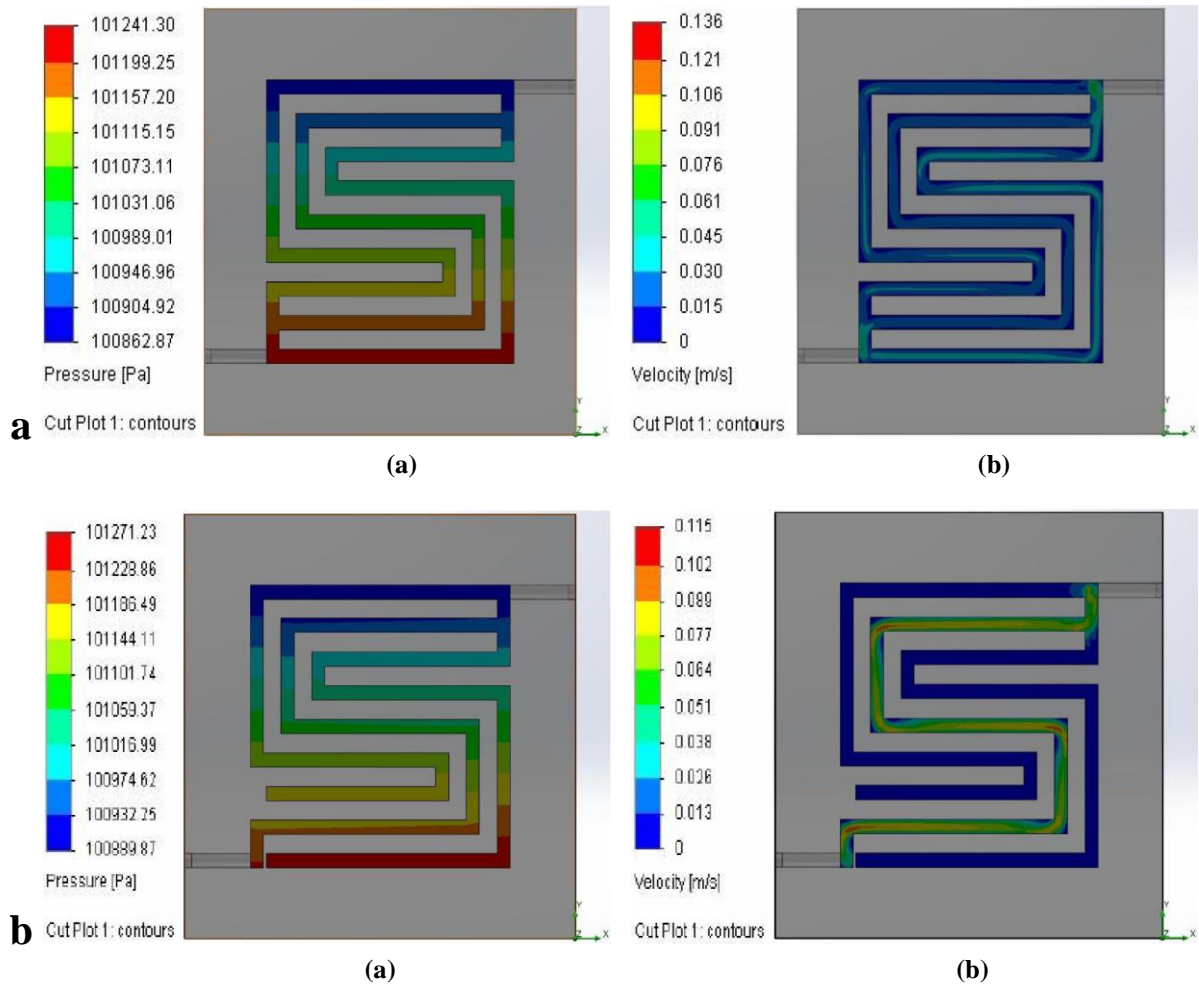 101241.30
101199.25
101157.20
101115.15
101073.11
101031.06
100989.01
100946.96
100904.92
100862.87
Pressure [Pa]
a Cut Plot 1: contours
Y
Z X
(a)
0.136
0.121
0.106
0.091
0.076
0.061
0.045
0.030
0.015
0
Velocity [m/s]
Cut Plot 1: contours
Y
Z X
(b)
101271.23
101228.86
101186.49
101144.11
101101.74
101059.37
101016.99
100974.62
100932.25
100889.87
Pressure [Pa]
b Cut Plot 1: contours
Y
Z X
(a)
0.115
0.102
0.089
0.077
0.064
0.051
0.038
0.026
0.013
0
Velocity [m/s]
Cut Plot 1: contours
Y
Z X
(b)